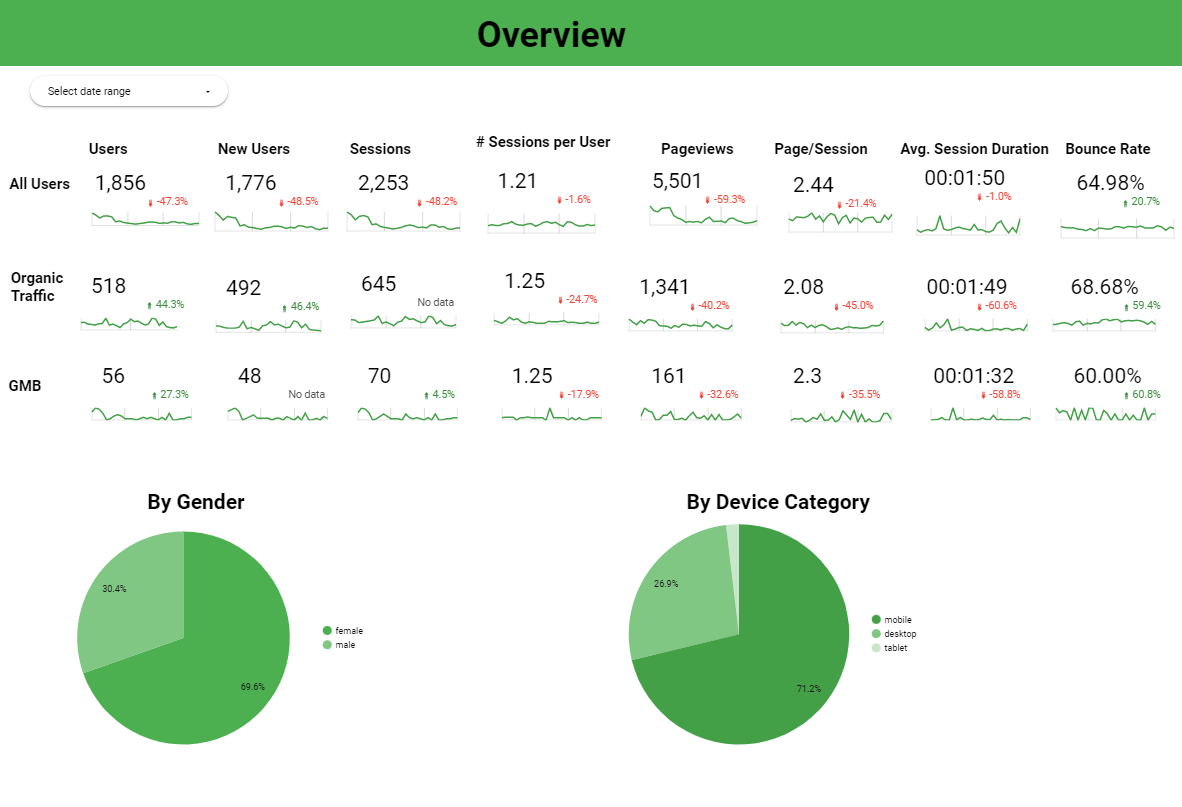 Overview
Select date range
Users New Users Sessions # Sessions per User Pageviews Page/Session Avg. Session Duration Bounce Rate
All Users 1,856 1,776 2,253 1.21 5,501 2.44 00:01:50 64.98%
-47.3% -48.5% -48.2% -1.6% -59.3% -21.4% -1.0% 20.7%
Organic
Traffic
518 492 645 1.25 1,341 2.08 00:01:49 68.68%
44.3% 46.4% No data -24.7% -40.2% -45.0% -60.6% 59.4%
GMB 56 48 70 1.25 161 2.3 00:01:32 60.00%
27.3% No data 4.5% -17.9% -32.6% -35.5% -58.8% 60.8%
By Gender
30.4%
69.6%
female
male
By Device Category
26.9%
71.2%
mobile
desktop
tablet